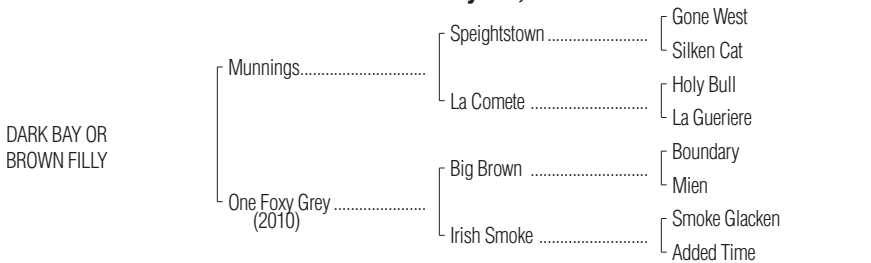 Gone West
Speightstown ......................
Silken Cat
Munnings............................
Holy Bull
La Comete ..........................
La Gueriere
DARK BAY OR
BROWN FILLY
Boundary
Big Brown ..........................
Mien
One Foxy Grey .....................
(2010)
Smoke Glacken
Irish Smoke ........................
Added Time